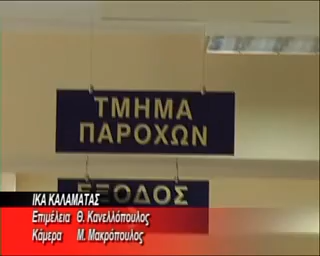 ΤΜΗΜΑ
ΠΑΡΟΧΩΝ
ΕΞΟΔΟΣ
ΙΚΑ ΚΑΛΑΜΑΤΑΣ
Επιμέλεια Θ. Κανελλόπουλος
Κάμερα Μ. Μακρόπουλος